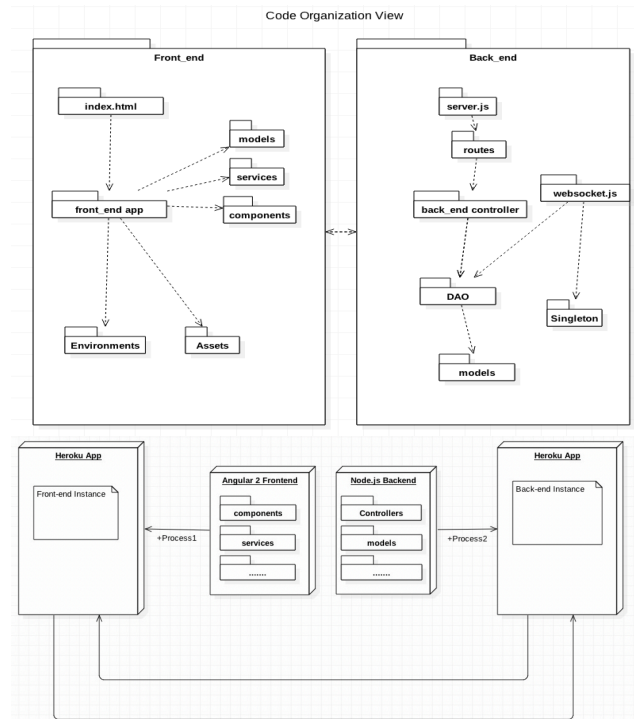 Code Organization View
Front_end
index.html
models
services
front_end app
components
Environments
Assets
Back_end
server.js
routes
websocket.js
back_end controller
DAO
Singleton
models
Heroku App
Front-end Instance
+Process1
Angular 2 Frontend
components
services
.......
Node.js Backend
Controllers
models
.......
+Process2
Heroku App
Back-end Instance